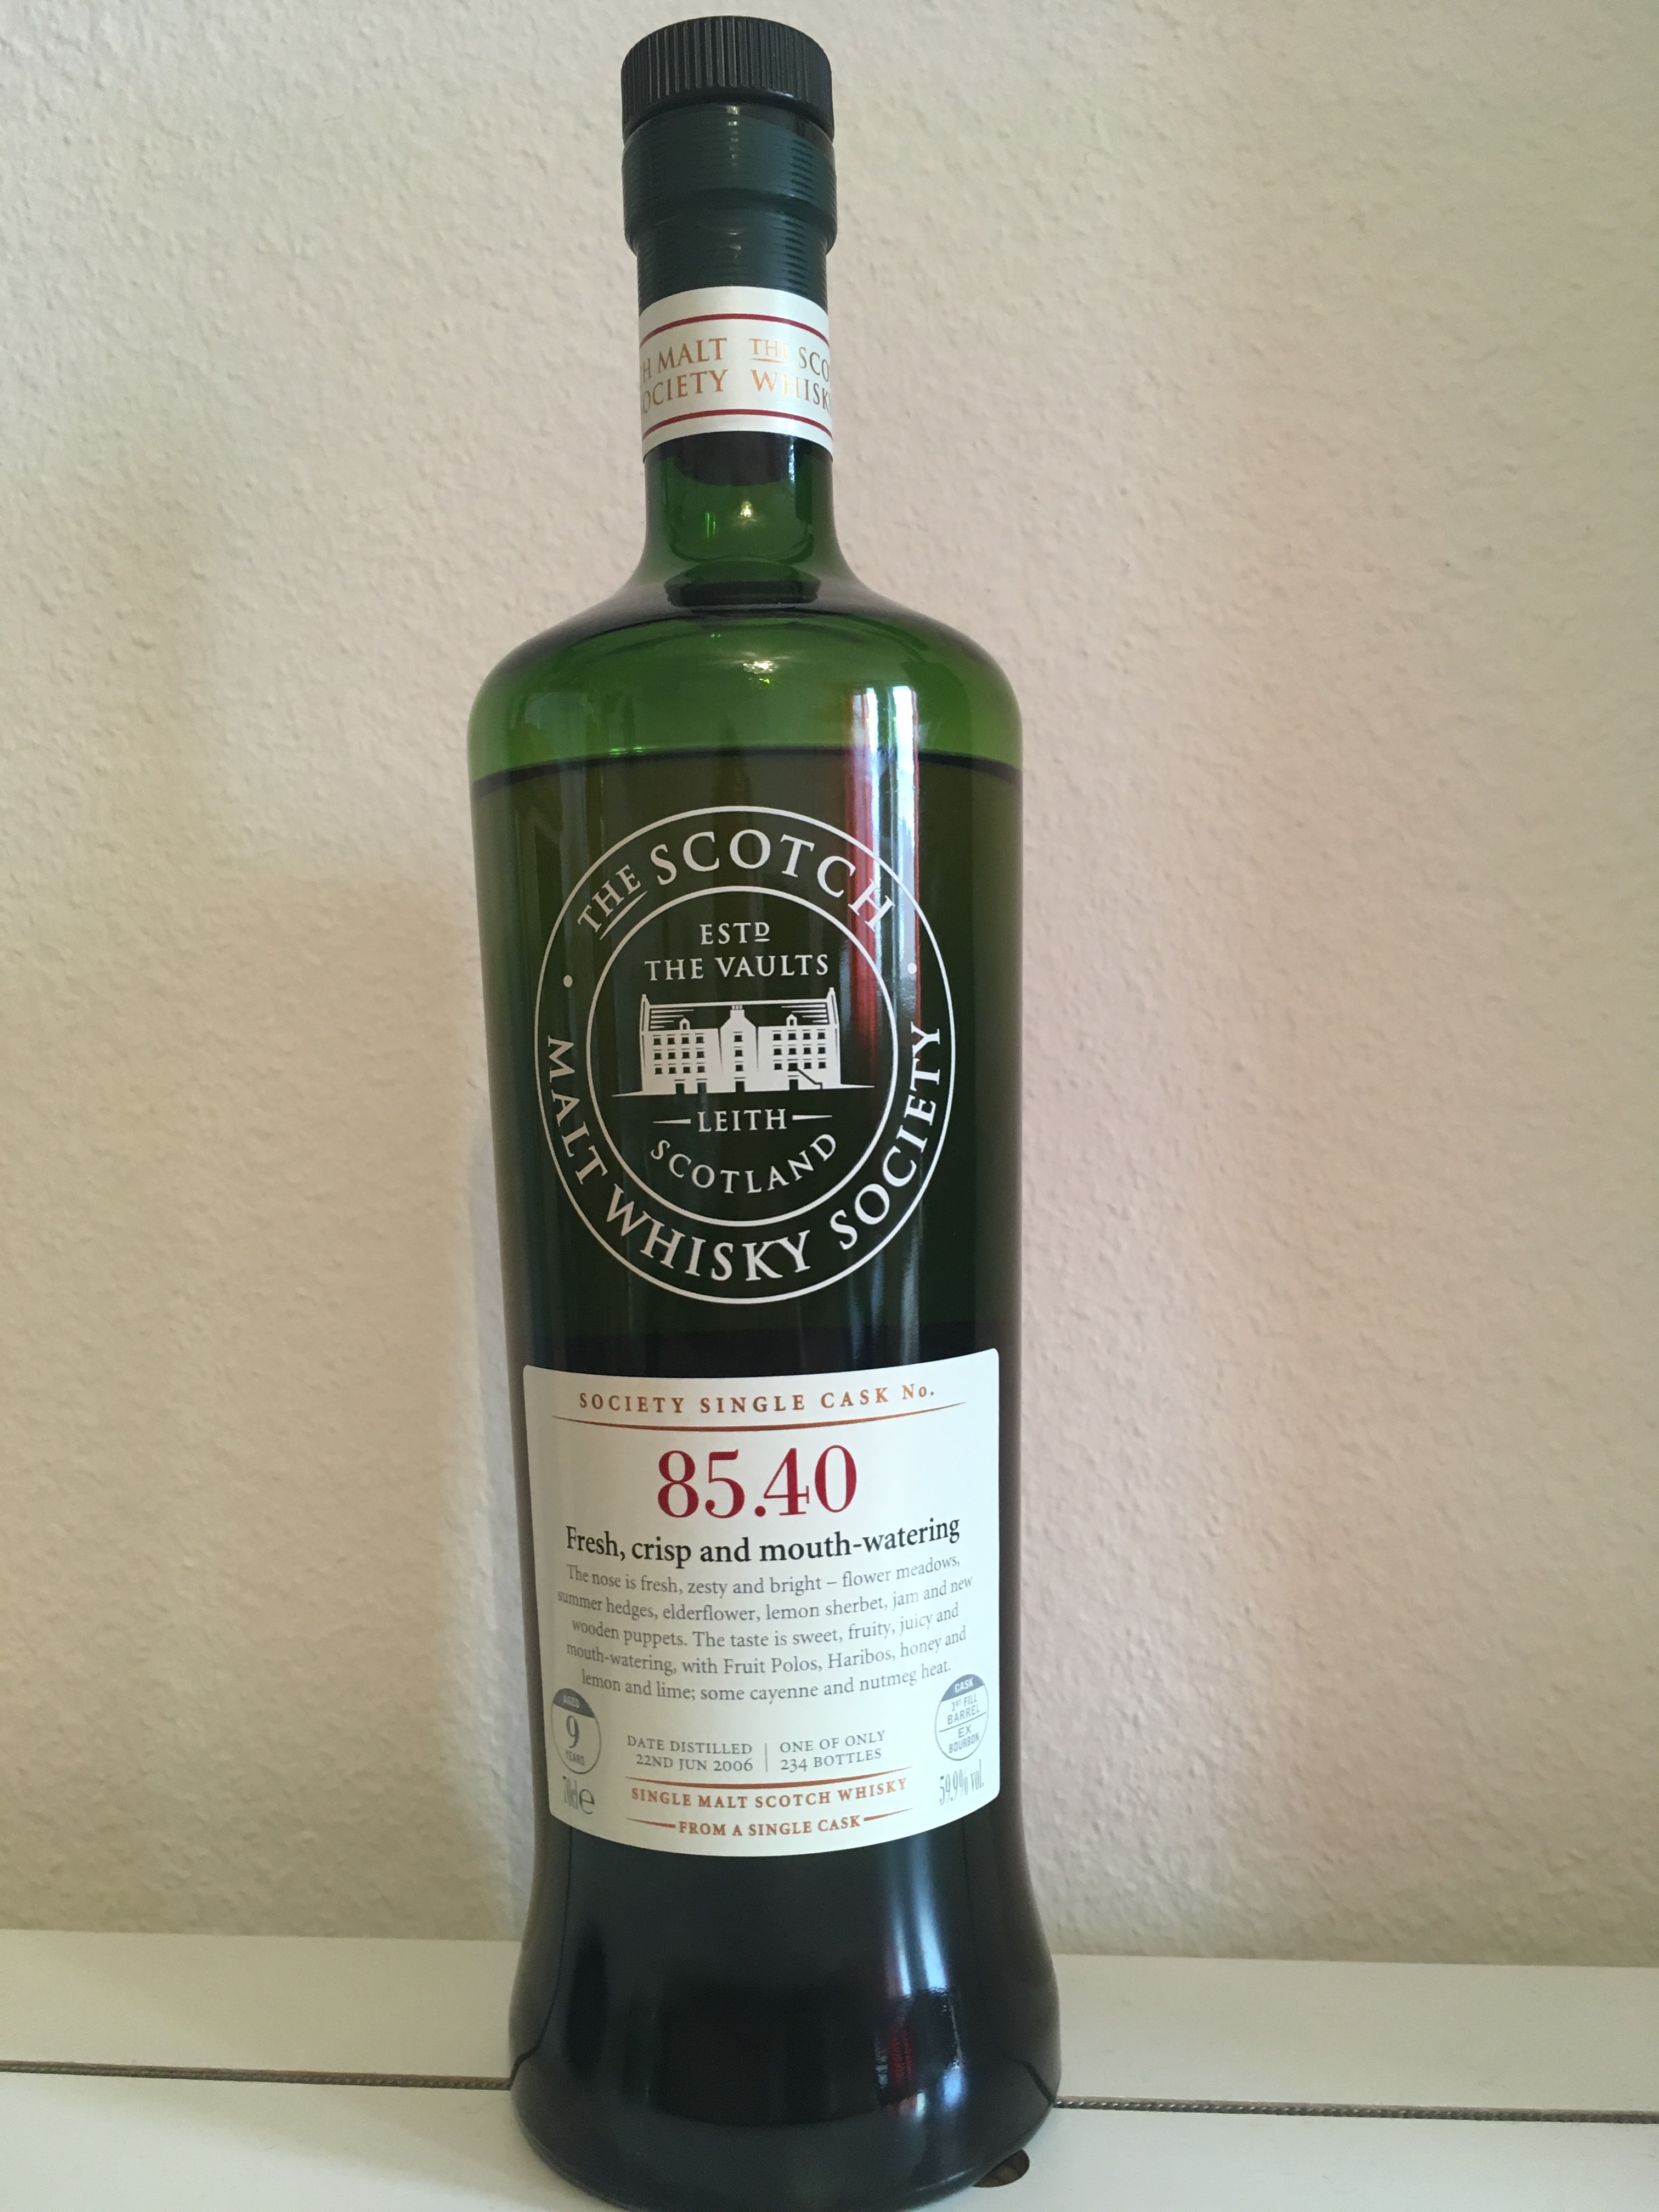 H MALT THE SCO
OCIETY WHISK
THE SCOTCH
ESTD
THE VAULTS
LEITH
SCOTLAND
MALT WHISKY SOCIETY
SOCIETY SINGLE CASK No.
85.40
Fresh, crisp and mouth-watering
The nose is fresh, zesty and bright – flower meadows,
summer hedges, elderflower, lemon sherbet, jam and new
wooden puppets. The taste is sweet, fruity, juicy and
mouth-watering, with Fruit Polos, Haribos, honey and
lemon and lime; some cayenne and nutmeg heat.
AGED
9
YEARS
DATE DISTILLED
22ND JUN 2006
ONE OF ONLY
234 BOTTLES
CASK
1ST FILL
BARREL
EX
BOURBON
70cl e
59.9% vol.
SINGLE MALT SCOTCH WHISKY
FROM A SINGLE CASK